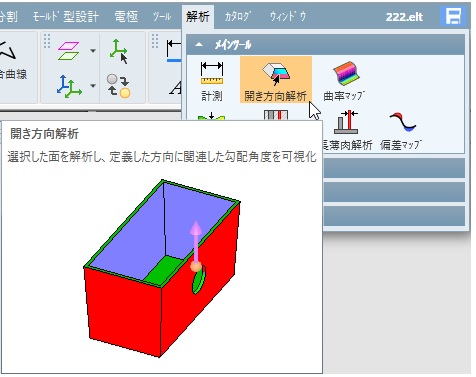 分割 モールド型設計 電極 ツール 解析 カタログ ウィンドウ 222.elt
合曲線
メインツール
計測 開き方向解析 曲率マップ
長薄肉解析 偏差マップ
開き方向解析
選択した面を解析し、定義した方向に関連した勾配角度を可視化